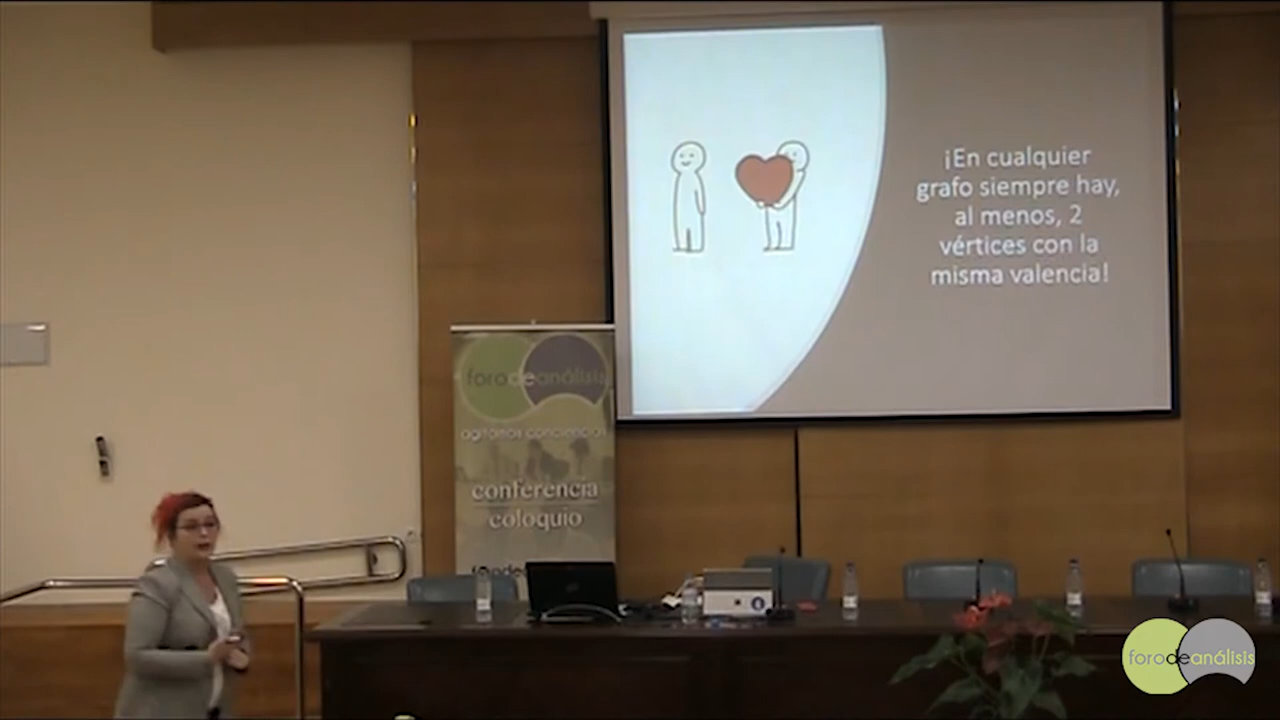 ¡En cualquier
grafo siempre hay,
al menos, 2
vértices con la
misma valencia!
forodeanálisis
agitamos conciencias
conferencia
coloquio
forodeanálisis